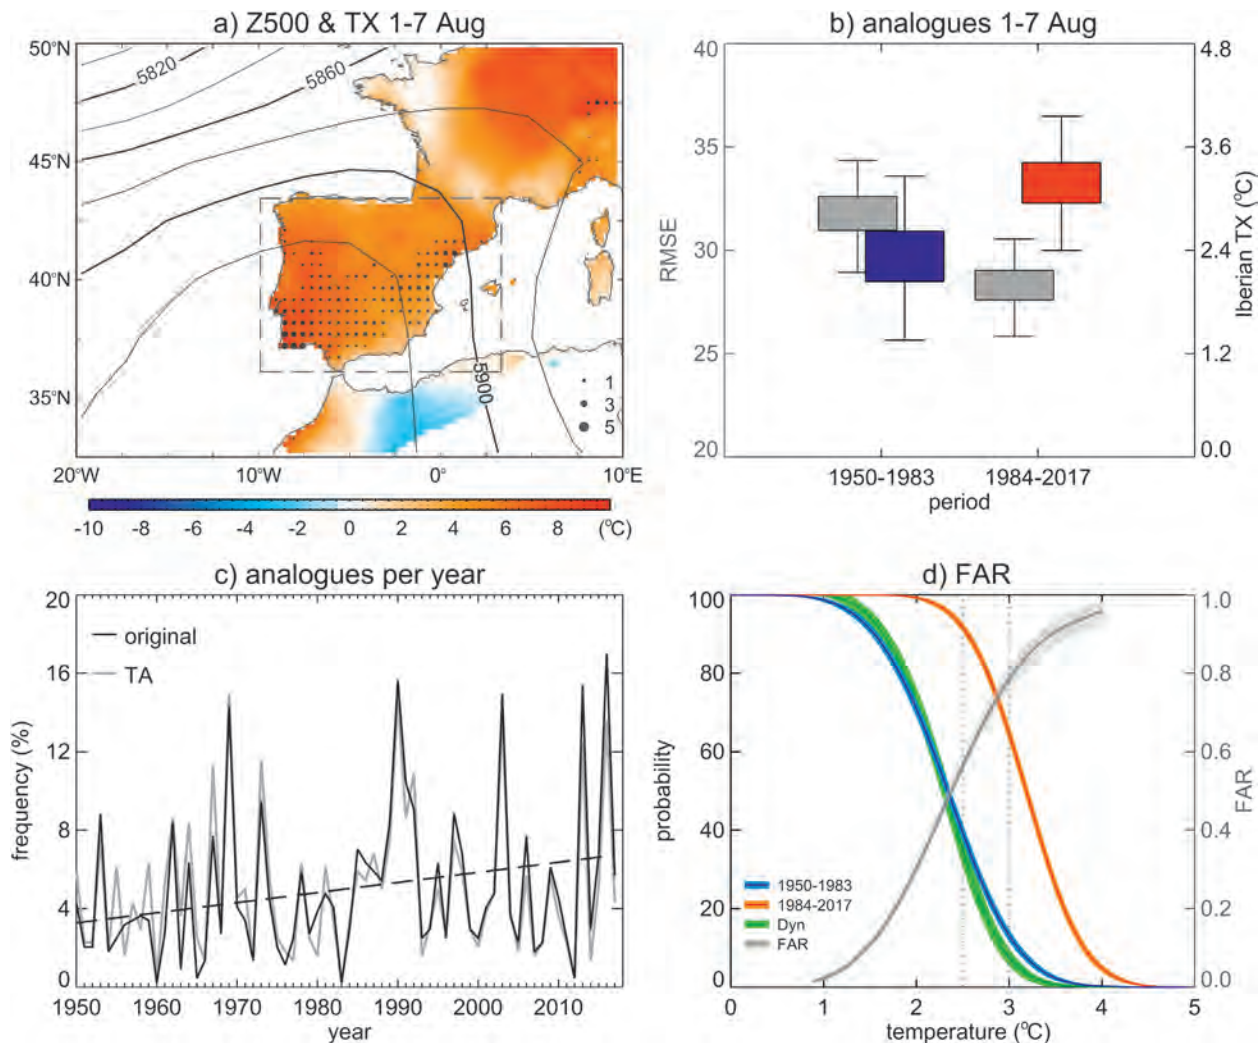 a) Z500 & TX 1-7 Aug
50°N
45°N
40°N
35°N
5820
5860
5900
1
3
5
20°W
10°W
0°
10°E
-10 -8 -6 -4 -2 0 2 4 6 8 (°C)
b) analogues 1-7 Aug
40
35
30
25
20
RMSE
4.8
3.6
2.4
1.2
0.0
Iberian TX (°C)
1950-1983
1984-2017
period
c) analogues per year
20
16
12
8
4
0
frequency (%)
original
TA
1950 1960 1970 1980 1990 2000 2010
year
d) FAR
100
80
60
40
20
0
probability
1.0
0.8
0.6
0.4
0.2
0.0
FAR
1950-1983
1984-2017
Dyn
FAR
0 1 2 3 4 5
temperature (°C)